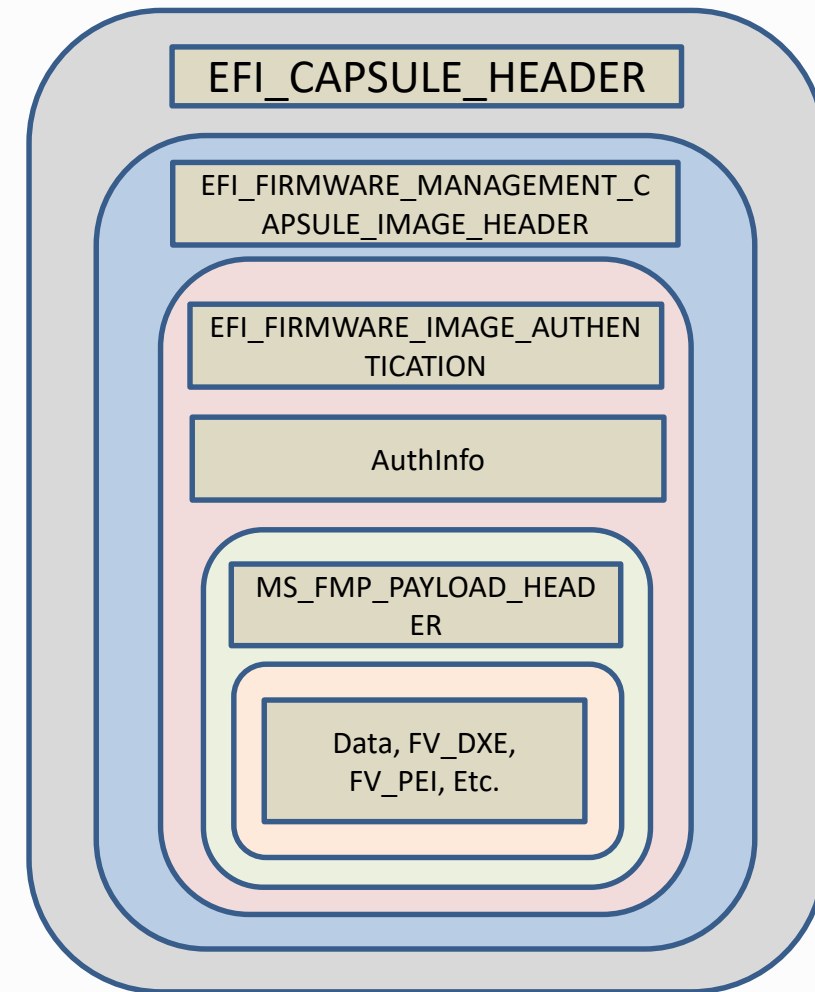 EFI_CAPSULE_HEADER
EFI_FIRMWARE_MANAGEMENT_C
APSULE_IMAGE_HEADER
EFI_FIRMWARE_IMAGE_AUTHEN
TICATION
AuthInfo
MS_FMP_PAYLOAD_HEAD
ER
Data, FV_DXE,
FV_PEI, Etc.